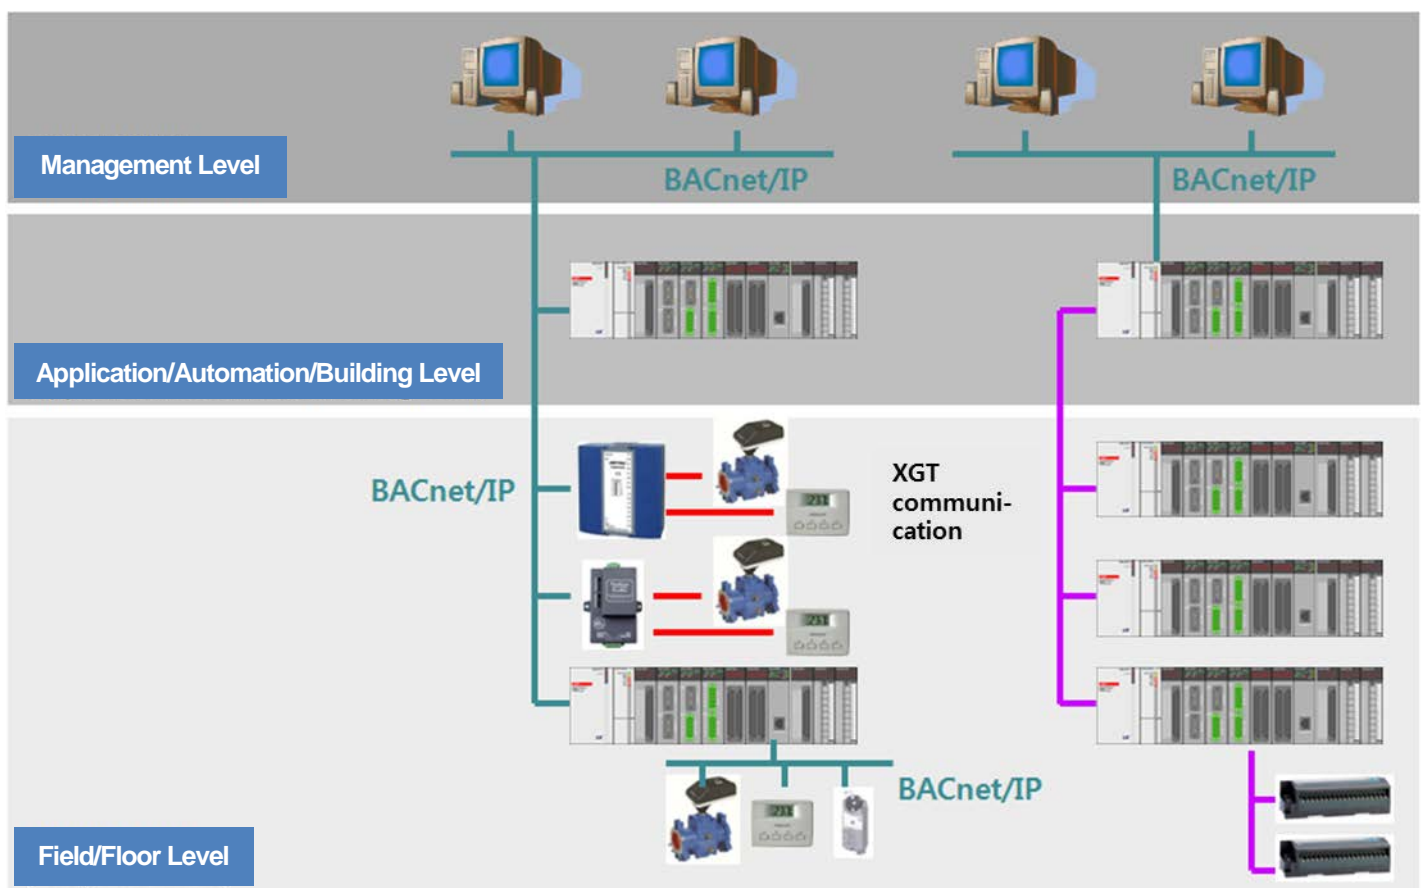 Management Level
BACnet/IP
BACnet/IP
Application/Automation/Building Level
BACnet/IP
XGT
communi-
cation
BACnet/IP
Field/Floor Level